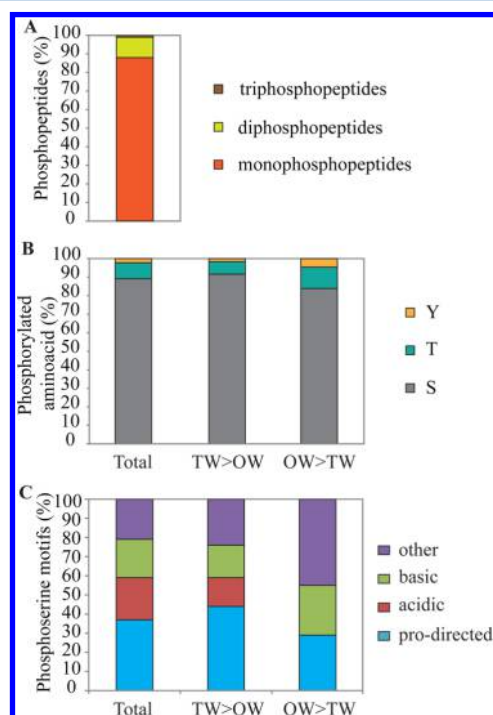 A
Phosphopeptides (%)
100
90
80
70
60
50
40
30
20
10
0
triphosphopeptides
diphosphopeptides
monophosphopeptides
B
Phosphorylated
aminoacid (%)
100
90
80
70
60
50
40
30
20
10
0
Y
T
S
Total TW>OW OW>TW
C
Phosphoserine motifs (%)
100
90
80
70
60
50
40
30
20
10
0
other
basic
acidic
pro-directed
Total TW>OW OW>TW